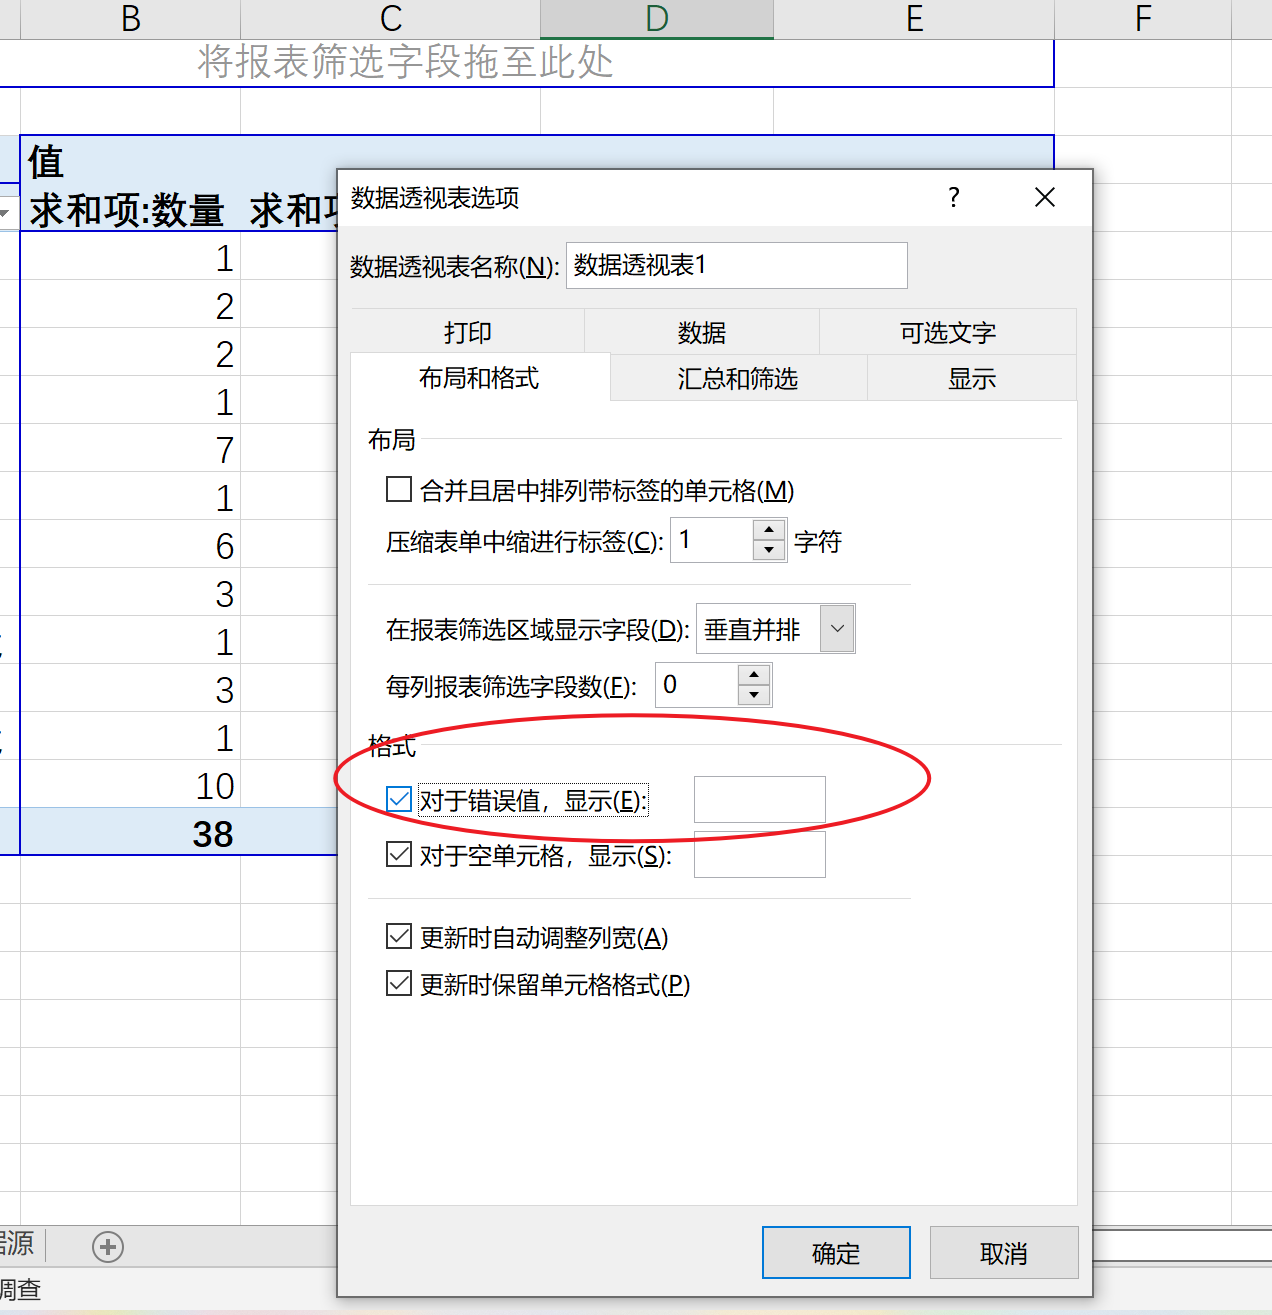 B C D E F
将报表筛选字段拖至此处
值
求和项:数量 求和项
1
2
2
1
7
1
6
3
1
3
1
10
38
数据透视表选项 ?
数据透视表名称(N): 数据透视表1
打印 数据 可选文字
布局和格式 汇总和筛选 显示
布局
合并且居中排列带标签的单元格(M)
压缩表单中缩进行标签(C): 1 字符
在报表筛选区域显示字段(D): 垂直并排
每列报表筛选字段数(F): 0
格式
对于错误值，显示(E):
对于空单元格，显示(S):
更新时自动调整列宽(A)
更新时保留单元格格式(P)
确定 取消
据源
调查